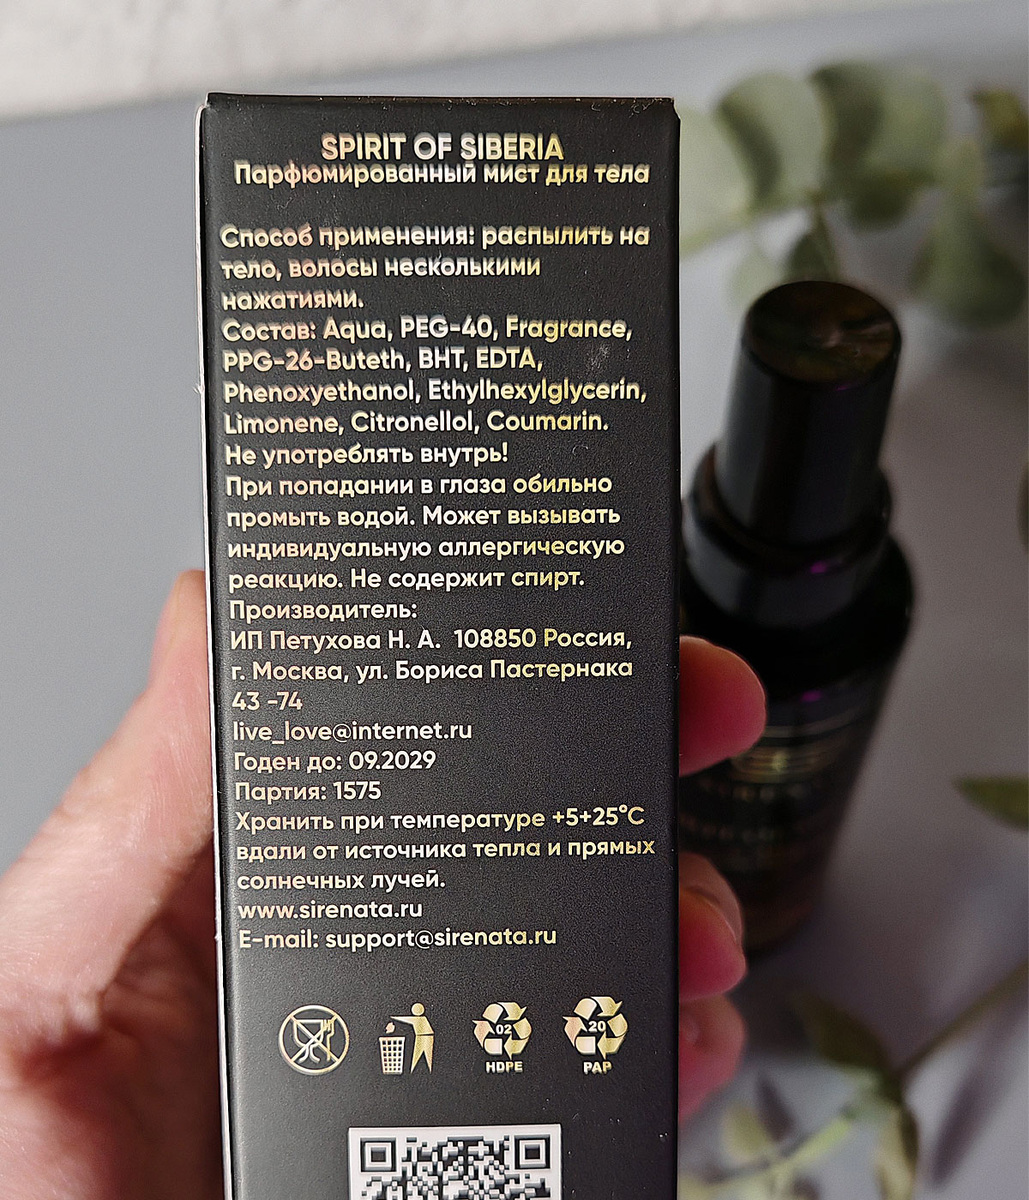 SPIRIT OF SIBERIA
Парфюмированный мист для тела
Способ применения: распылить на
тело, волосы несколькими
нажатиями.
Состав: Aqua, PEG-40, Fragrance,
PPG-26-Buteth, BHT, EDTA,
Phenoxyethanol, Ethylhexylglycerin,
Limonene, Citronellol, Coumarin.
Не употреблять внутрь!
При попадании в глаза обильно
промыть водой. Может вызывать
индивидуальную аллергическую
реакцию. Не содержит спирт.
Производитель:
ИП Петухова Н. А. 108850 Россия,
г. Москва, ул. Бориса Пастернака
43 -74
live_love@internet.ru
Годен до: 09.2029
Партия: 1575
Хранить при температуре +5+25°C
вдали от источника тепла и прямых
солнечных лучей.
www.sirenata.ru
E-mail: support@sirenata.ru
02 20
HDPE PAP